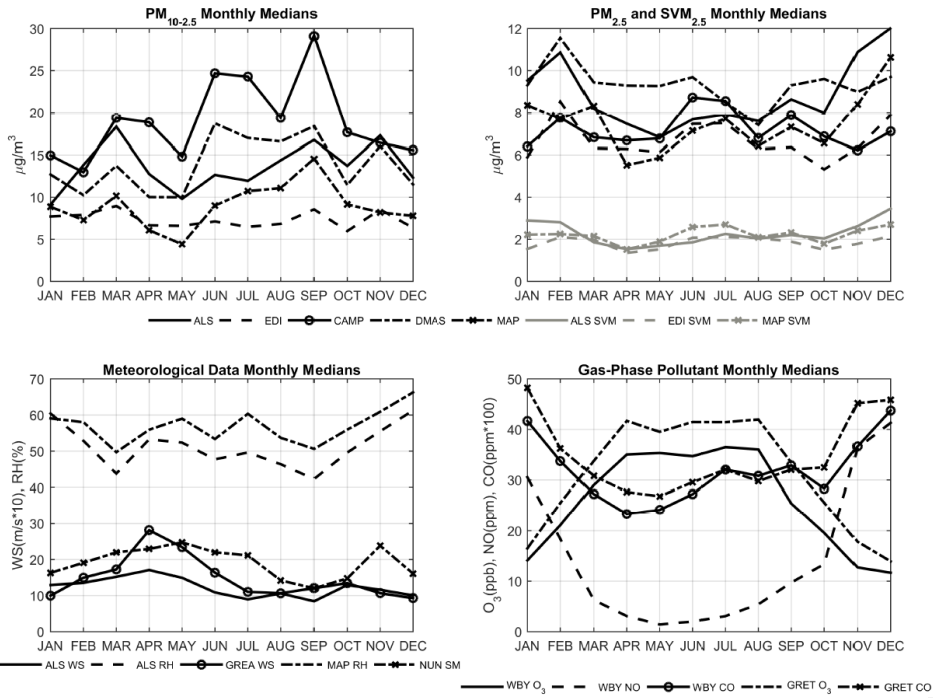 PM10-2.5 Monthly Medians
30
25
20
15
10
5
0
μg/m3
JAN FEB MAR APR MAY JUN JUL AUG SEP OCT NOV DEC
PM2.5 and SVM2.5 Monthly Medians
12
10
8
6
4
2
0
μg/m3
JAN FEB MAR APR MAY JUN JUL AUG SEP OCT NOV DEC
ALS EDI CAMP DMAS MAP ALS SVM EDI SVM MAP SVM
Meteorological Data Monthly Medians
70
60
50
40
30
20
10
0
WS(m/s*10), RH(%)
JAN FEB MAR APR MAY JUN JUL AUG SEP OCT NOV DEC
ALS WS ALS RH GREA WS MAP RH NUN SM
Gas-Phase Pollutant Monthly Medians
50
40
30
20
10
0
O3(ppb), NO(ppm), CO(ppm*100)
JAN FEB MAR APR MAY JUN JUL AUG SEP OCT NOV DEC
WBY O3 WBY NO WBY CO GRET O3 GRET CO